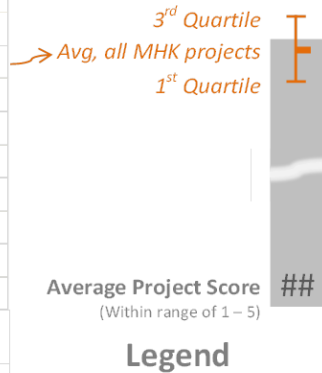 3rd Quartile
Avg, all MHK projects
1st Quartile
Average Project Score ##
(Within range of 1 – 5)
Legend